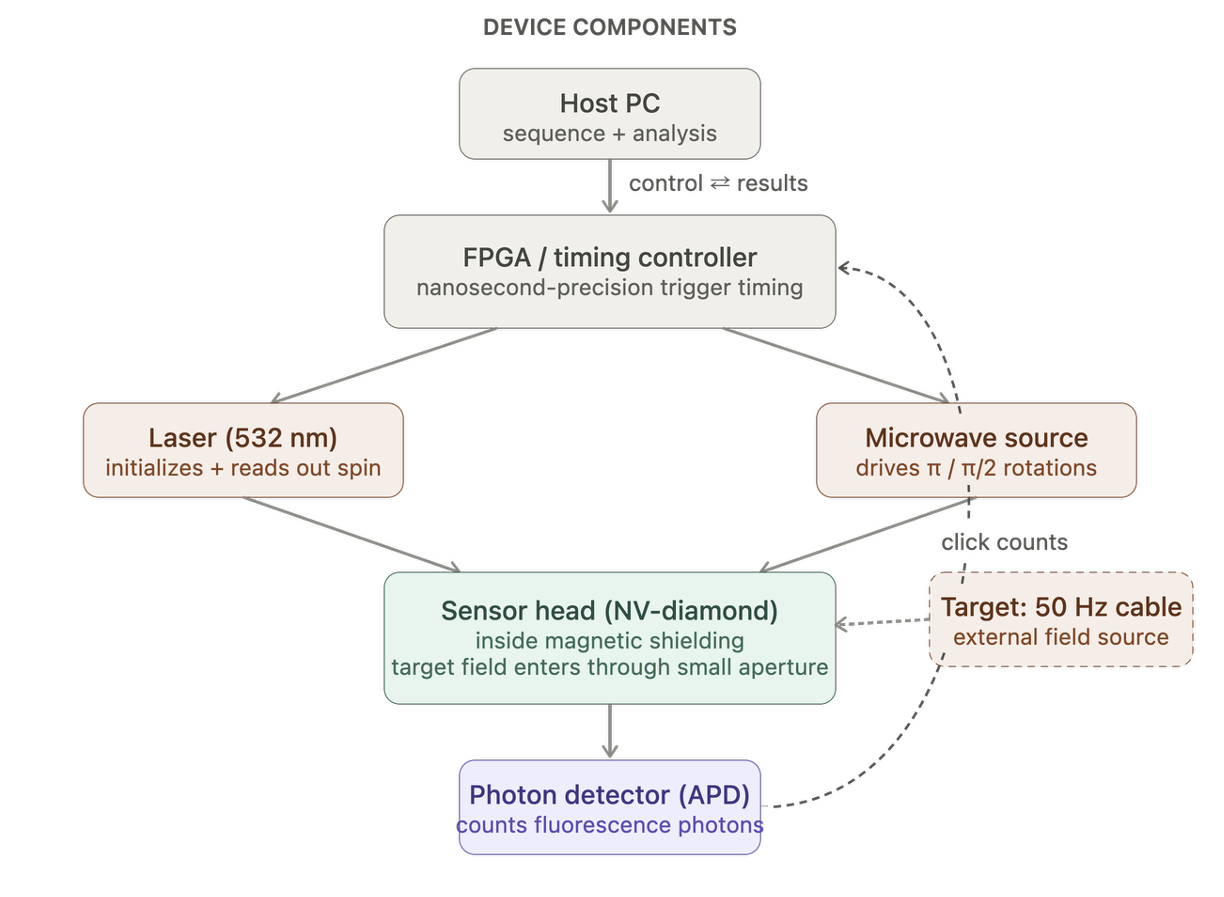 DEVICE COMPONENTS
Host PC
sequence + analysis
control ⇄ results
FPGA / timing controller
nanosecond-precision trigger timing
Laser (532 nm)
initializes + reads out spin
Microwave source
drives π / π/2 rotations
click counts
Sensor head (NV-diamond)
inside magnetic shielding
target field enters through small aperture
Target: 50 Hz cable
external field source
Photon detector (APD)
counts fluorescence photons